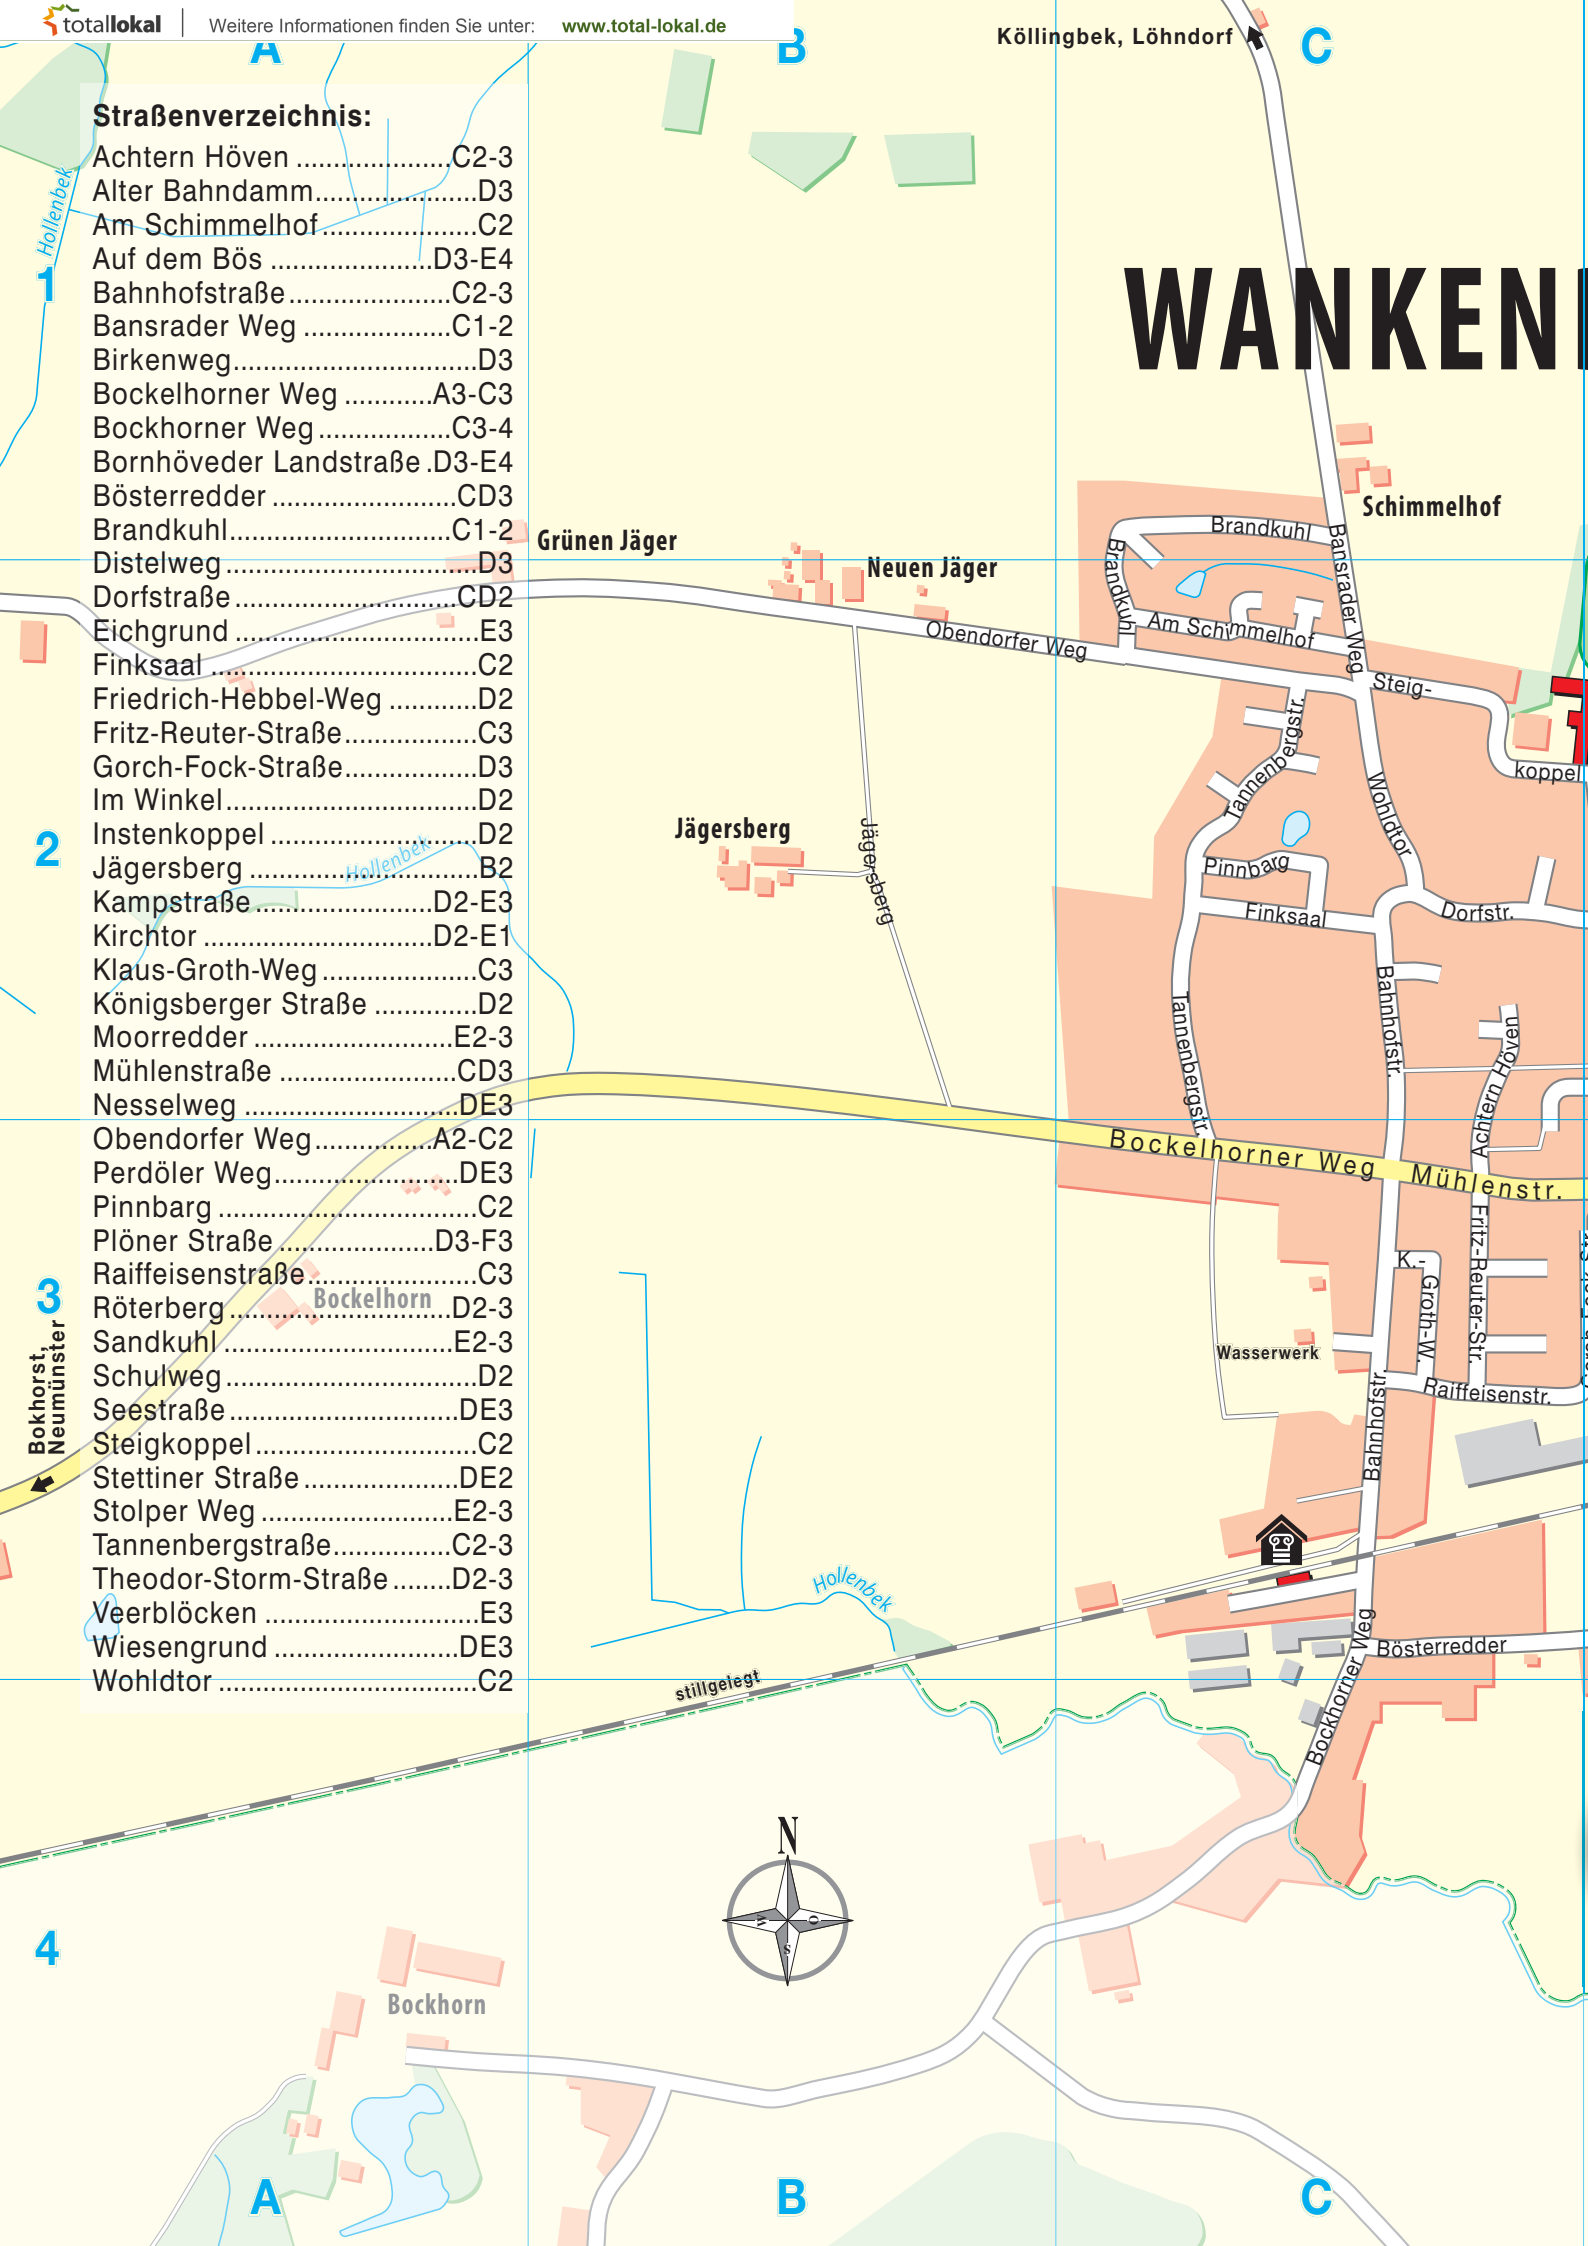 totallokal
Weitere Informationen finden Sie unter: www.total-lokal.de
A
B
C
Köllingbek, Löhndorf
Straßenverzeichnis:
Achtern Höven .....................C2-3
Alter Bahndamm......................D3
Am Schimmelhof.....................C2
Auf dem Bös ......................D3-E4
Bahnhofstraße......................C2-3
Bansrader Weg ....................C1-2
Birkenweg.................................D3
Bockelhorner Weg ............A3-C3
Bockhorner Weg..................C3-4
Bornhöveder Landstraße .D3-E4
Bösterredder .........................CD3
Brandkuhl..............................C1-2
Distelweg ..................................D3
Dorfstraße ..............................CD2
Eichgrund .................................E3
Finksaal ....................................C2
Friedrich-Hebbel-Weg ............D2
Fritz-Reuter-Straße..................C3
Gorch-Fock-Straße..................D3
Im Winkel..................................D2
Instenkoppel ............................D2
Jägersberg ...............................B2
Kampstraße ........................D2-E3
Kirchtor ...............................D2-E1
Klaus-Groth-Weg .....................C3
Königsberger Straße ..............D2
Moorredder ...........................E2-3
Mühlenstraße ........................CD3
Nesselweg .............................DE3
Obendorfer Weg................A2-C2
Perdöler Weg.........................DE3
Pinnbarg ...................................C2
Plöner Straße .....................D3-F3
Raiffeisenstraße.......................C3
Röterberg ..............................D2-3
Sandkuhl ...............................E2-3
Schulweg ..................................D2
Seestraße...............................DE3
Steigkoppel..............................C2
Stettiner Straße .....................DE2
Stolper Weg ..........................E2-3
Tannenbergstraße................C2-3
Theodor-Storm-Straße........D2-3
Veerblöcken .............................E3
Wiesengrund .........................DE3
Wohldtor ...................................C2
Hollenbek
1
WANKEN
Schimmelhof
Grünen Jäger
Neuen Jäger
Brandkuhl
Brandkuhl
Bansrader Weg
Am Schimmelhof
Obendorfer Weg
Steig-
koppel
Tannenbergstr.
Wohldtor
2
Hollenbek
Jägersberg
Jägersberg
Pinnbarg
Finksaal
Dorfstr.
Bahnhofstr.
Tannenbergstr.
Achtern Höven
Bockelhorner Weg
Mühlenstr.
3
Bokhorst,
Neumünster
Bockelhorn
K.-
Groth-W.
Fritz-Reuter-Str.
Wasserwerk
Raiffeisenstr.
Bahnhofstr.
Hollenbek
stillgelegt
Bösterredder
Bockhorner Weg
N
W
O
S
4
Bockhorn
A
B
C